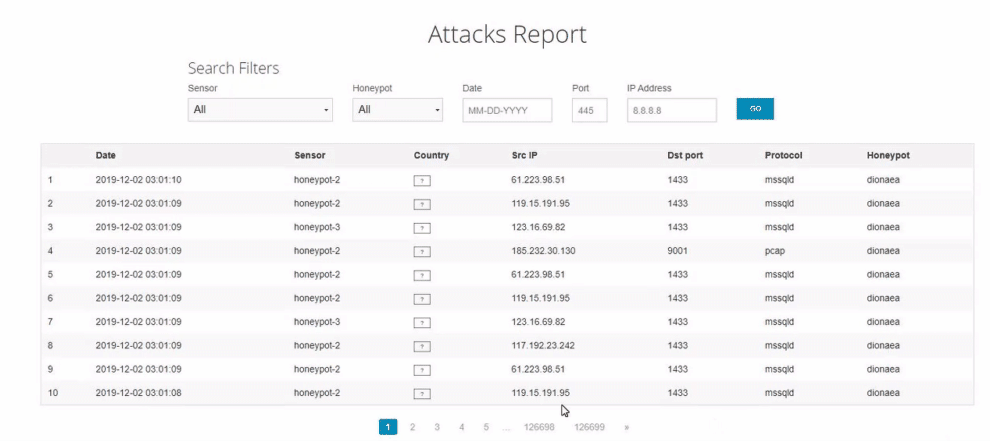 Attacks Report
Search Filters
Sensor Honeypot Date Port IP Address
All All MM-DD-YYYY 445 8.8.8.8 GO
Date Sensor Country Src IP Dst port Protocol Honeypot
1 2019-12-02 03:01:10 honeypot-2 ? 61.223.98.51 1433 mssqld dionaea
2 2019-12-02 03:01:09 honeypot-2 ? 119.15.191.95 1433 mssqld dionaea
3 2019-12-02 03:01:09 honeypot-3 ? 123.16.69.82 1433 mssqld dionaea
4 2019-12-02 03:01:09 honeypot-2 ? 185.232.30.130 9001 pcap dionaea
5 2019-12-02 03:01:09 honeypot-2 ? 61.223.98.51 1433 mssqld dionaea
6 2019-12-02 03:01:09 honeypot-2 ? 119.15.191.95 1433 mssqld dionaea
7 2019-12-02 03:01:09 honeypot-3 ? 123.16.69.82 1433 mssqld dionaea
8 2019-12-02 03:01:09 honeypot-2 ? 117.192.23.242 1433 mssqld dionaea
9 2019-12-02 03:01:09 honeypot-2 ? 61.223.98.51 1433 mssqld dionaea
10 2019-12-02 03:01:08 honeypot-2 ? 119.15.191.95 1433 mssqld dionaea
1 2 3 4 5 ... 126698 126699 »